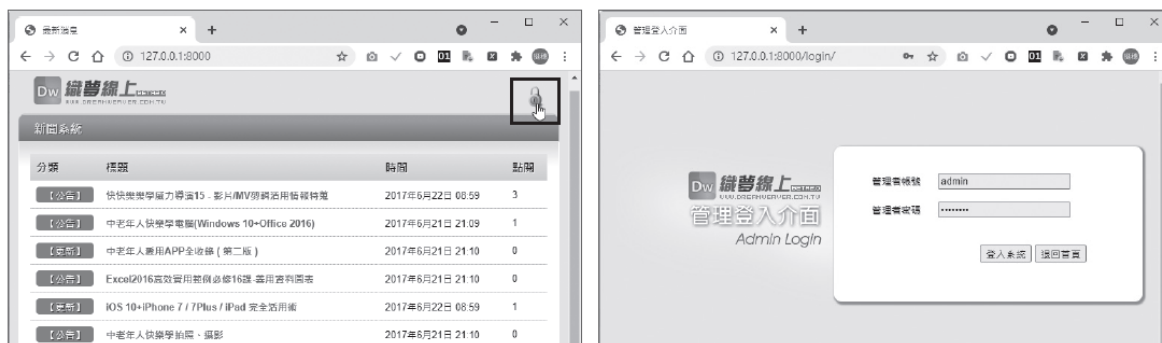 最新消息
127.0.0.1:8000
Dw 織夢線上
新聞系統
分類 標題 時間 點閱
【公告】 快快樂樂學威力導演15 - 影片/MV剪輯活用情報特蒐 2017年6月22日 08:59 3
【公告】 中老年人快樂學電腦(Windows 10+Office 2016) 2017年6月21日 21:09 1
【更新】 中老年人實用APP全收錄 ( 第二版 ) 2017年6月21日 21:10 0
【公告】 Excel2016高效實用範例必修16課-善用資料圖表 2017年6月21日 21:10 0
【更新】 iOS 10+iPhone 7 / 7Plus / iPad 完全活用術 2017年6月22日 08:59 1
【公告】 中老年人快樂學拍照、攝影 2017年6月21日 21:10 0
管理登入介面
127.0.0.1:8000/login/
Dw 織夢線上
管理登入介面
Admin Login
管理者帳號 admin
管理者密碼 ••••••••
登入系統 返回首頁